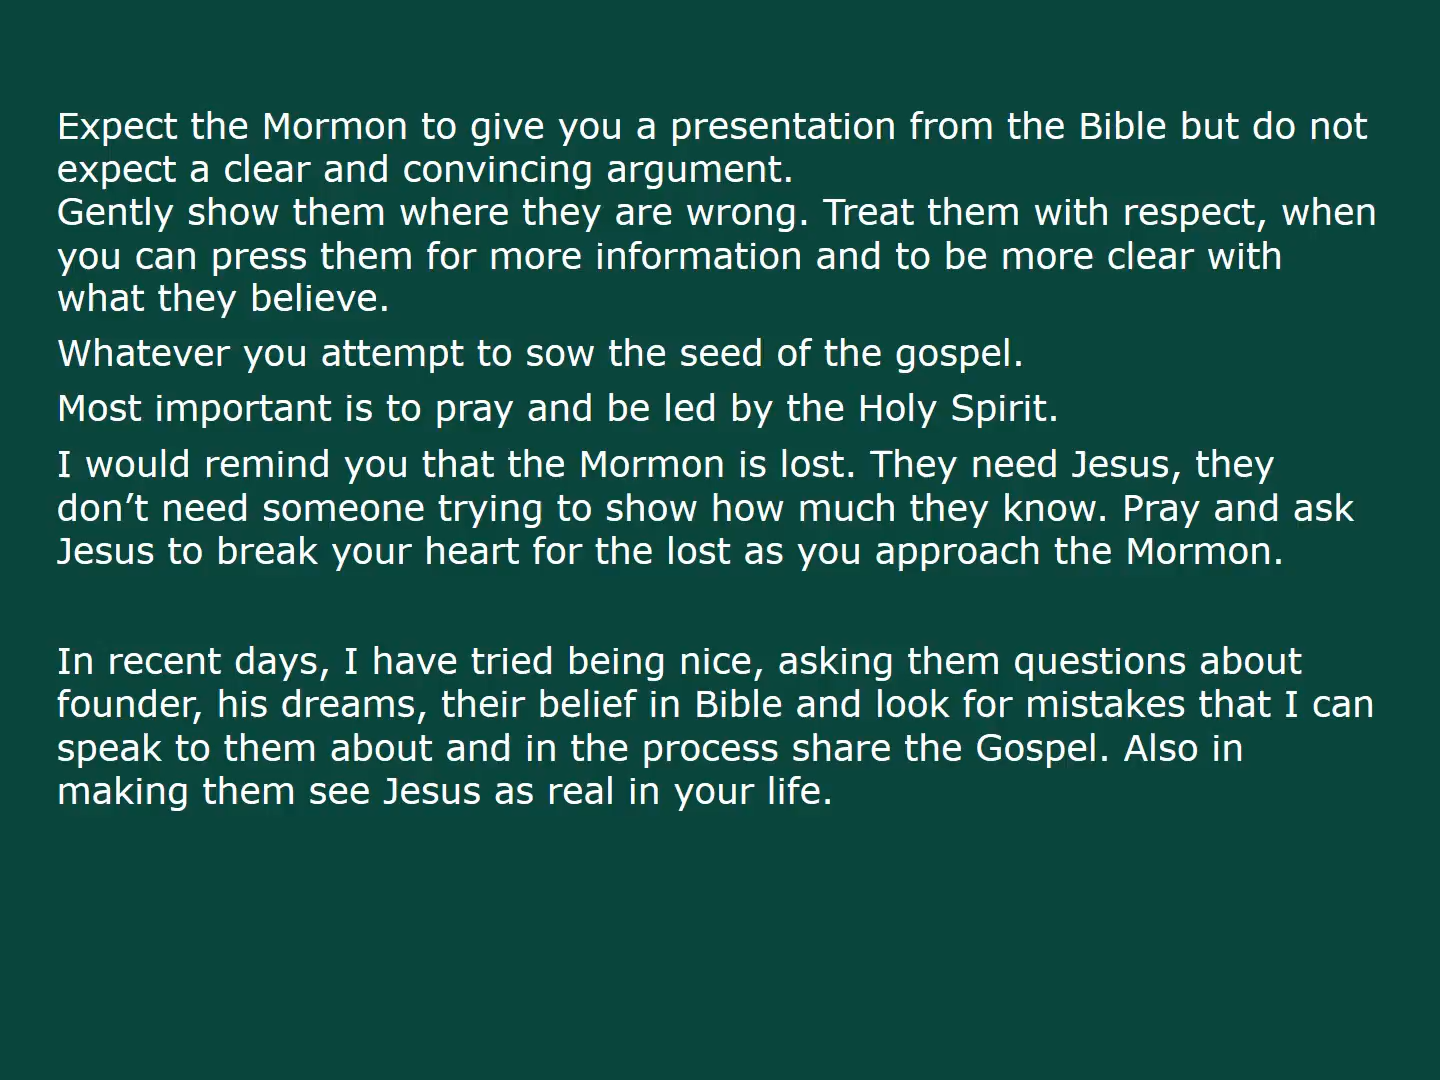 Expect the Mormon to give you a presentation from the Bible but do not
expect a clear and convincing argument.
Gently show them where they are wrong. Treat them with respect, when
you can press them for more information and to be more clear with
what they believe.
Whatever you attempt to sow the seed of the gospel.
Most important is to pray and be led by the Holy Spirit.
I would remind you that the Mormon is lost. They need Jesus, they
don’t need someone trying to show how much they know. Pray and ask
Jesus to break your heart for the lost as you approach the Mormon.
In recent days, I have tried being nice, asking them questions about
founder, his dreams, their belief in Bible and look for mistakes that I can
speak to them about and in the process share the Gospel. Also in
making them see Jesus as real in your life.